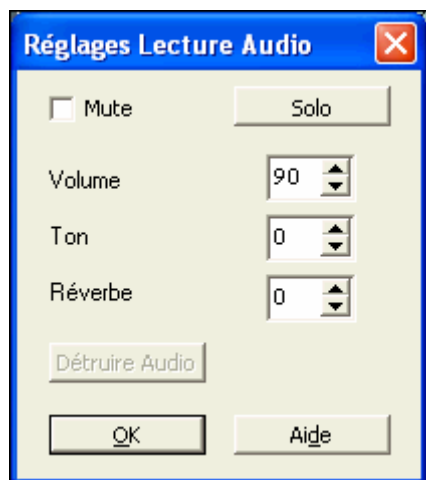 Réglages Lecture Audio
Mute Solo
Volume 90
Ton 0
Réverbe 0
Détruire Audio
OK Aide